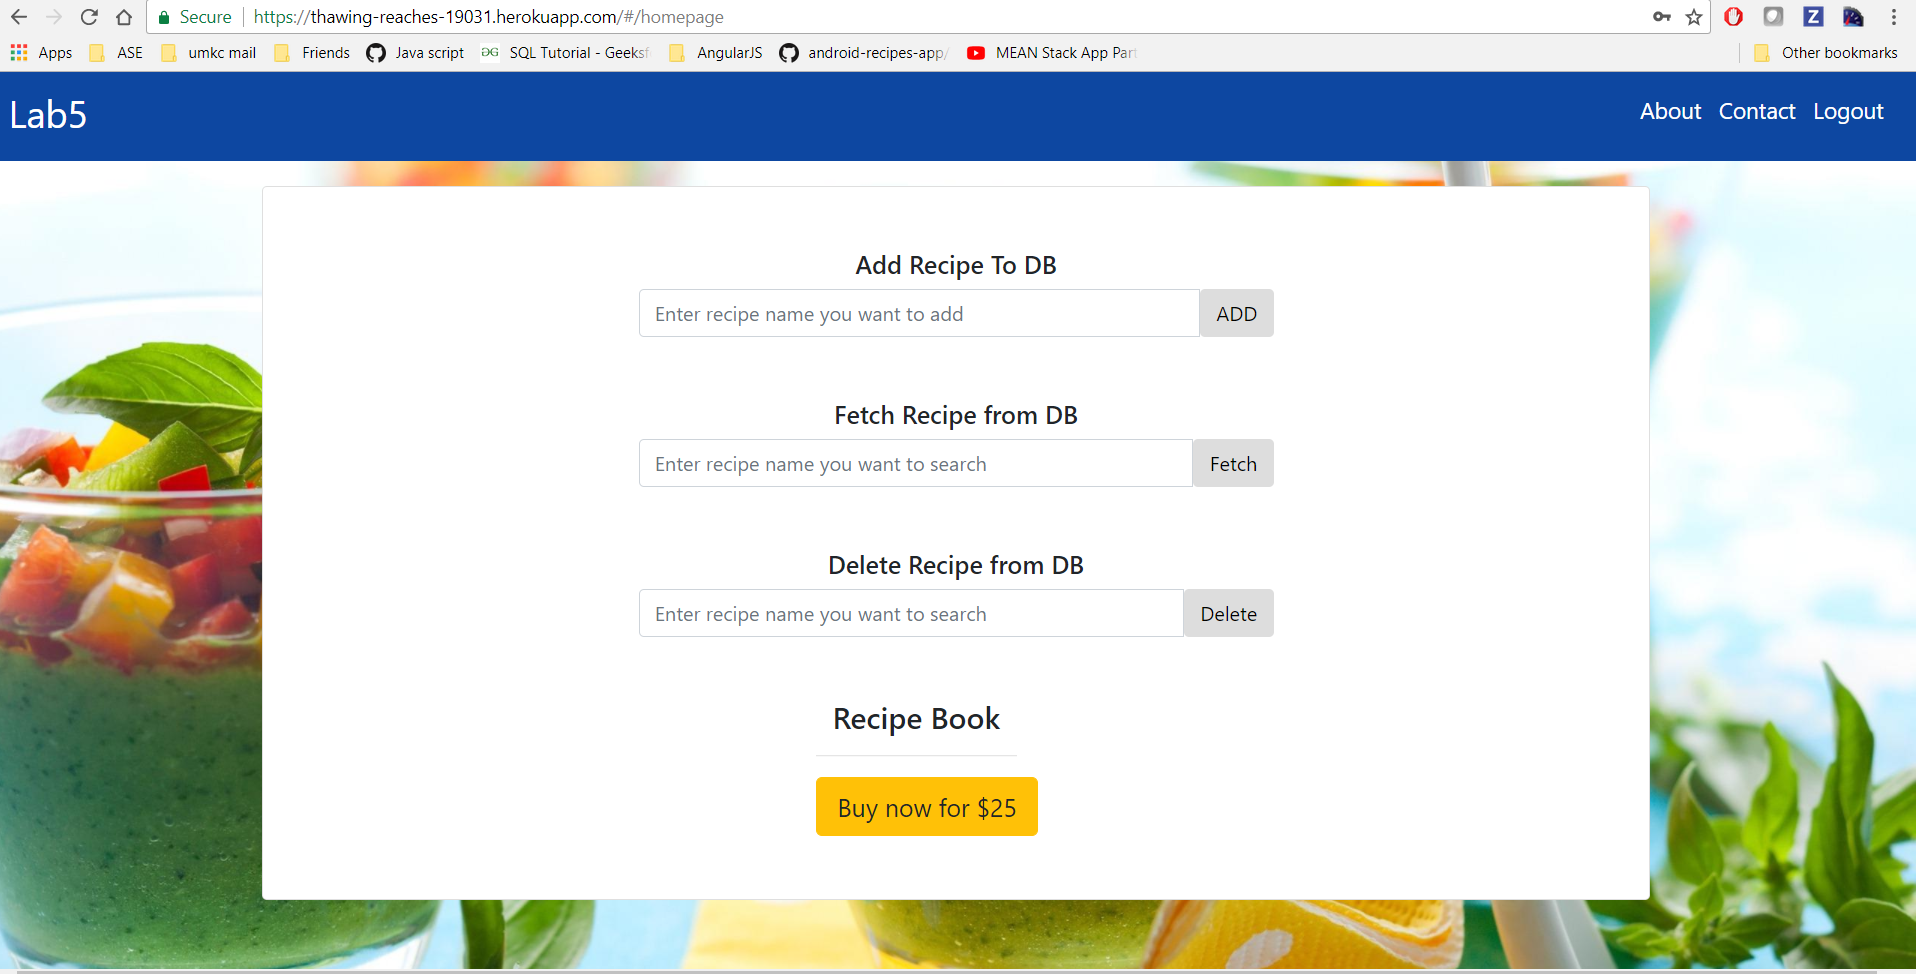 Secure https://thawing-reaches-19031.herokuapp.com/#/homepage
Apps ASE umkc mail Friends Java script SQL Tutorial - Geeksf AngularJS android-recipes-app/ MEAN Stack App Part Other bookmarks
Lab5 About Contact Logout
Add Recipe To DB
Enter recipe name you want to add ADD
Fetch Recipe from DB
Enter recipe name you want to search Fetch
Delete Recipe from DB
Enter recipe name you want to search Delete
Recipe Book
Buy now for $25